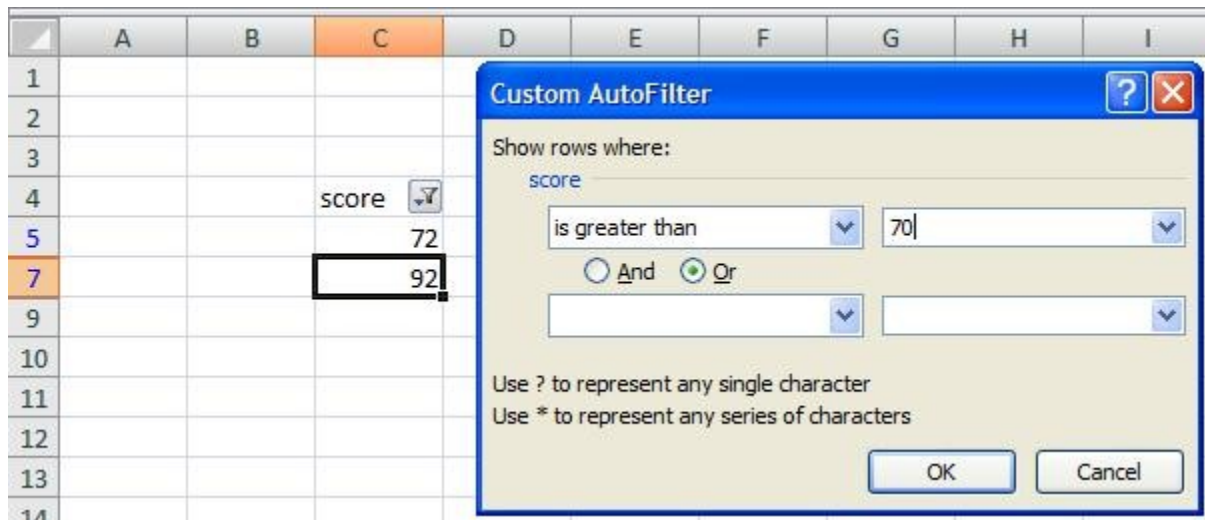 A B C D E F G H I
1
2
3
4 score
5 72
7 92
9
10
11
12
13
14
Custom AutoFilter ?
Show rows where:
score
is greater than 70
And Or
Use ? to represent any single character
Use * to represent any series of characters
OK Cancel